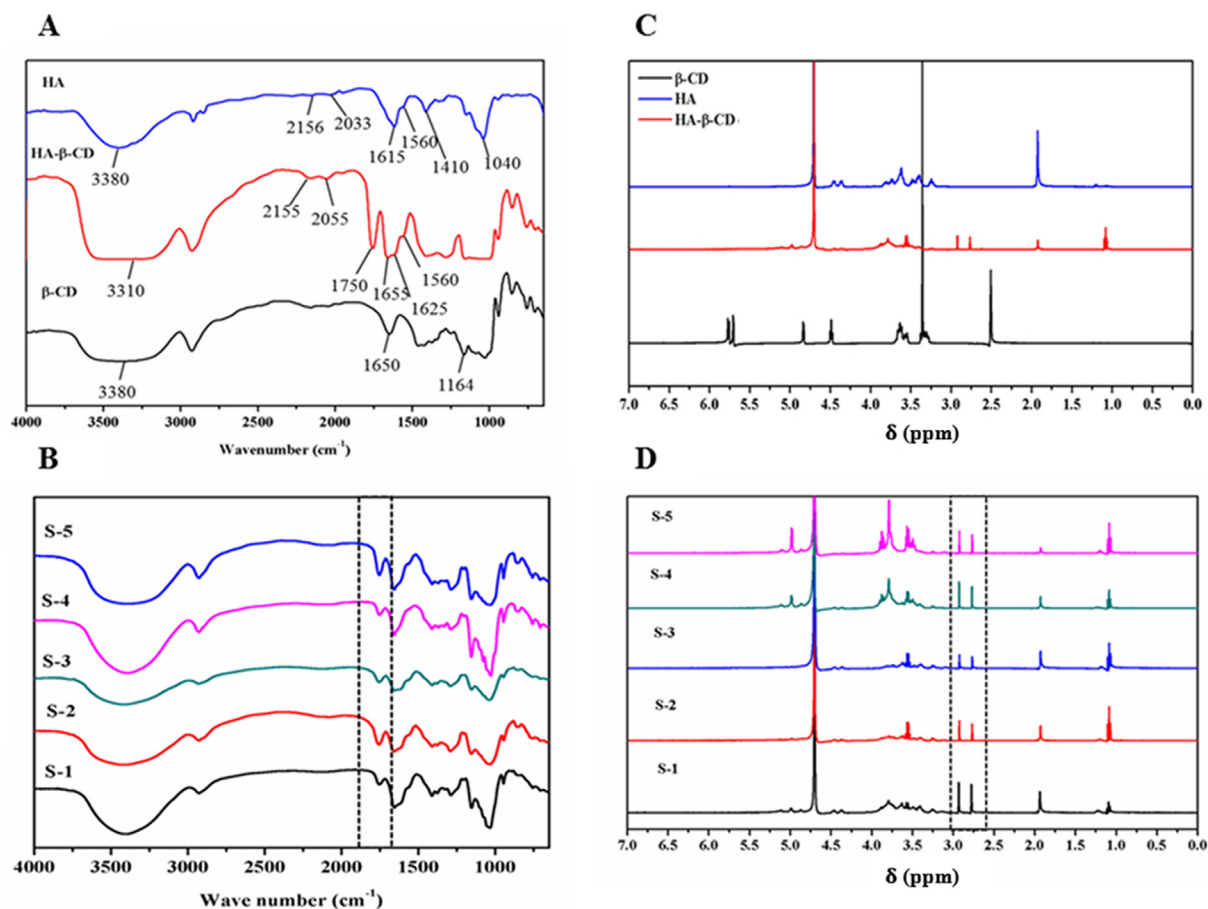 A
HA
2156
2033
3380
1615
1560
1410
1040
HA-β-CD
2155
2055
3310
1750
1655
1625
1560
β-CD
3380
1650
1164
4000 3500 3000 2500 2000 1500 1000
Wavenumber (cm-1)
B
S-5
S-4
S-3
S-2
S-1
4000 3500 3000 2500 2000 1500 1000
Wave number (cm-1)
C
β-CD
HA
HA-β-CD
7.0 6.5 6.0 5.5 5.0 4.5 4.0 3.5 3.0 2.5 2.0 1.5 1.0 0.5 0.0
δ (ppm)
D
S-5
S-4
S-3
S-2
S-1
7.0 6.5 6.0 5.5 5.0 4.5 4.0 3.5 3.0 2.5 2.0 1.5 1.0 0.5 0.0
δ (ppm)